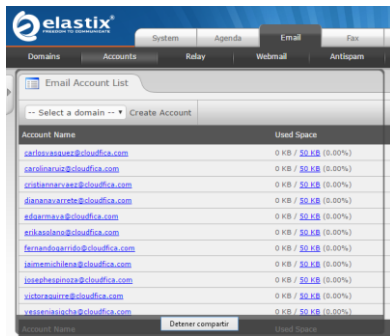 elastix®
FREEDOM TO COMMUNICATE
System Agenda Email Fax
Domains Accounts Relay Webmail Antispam
Email Account List
-- Select a domain -- Create Account
Account Name Used Space
carlosvasquez@cloudfica.com 0 KB / 50 KB (0.00%)
carolinaruiz@cloudfica.com 0 KB / 50 KB (0.00%)
cristiannarvaez@cloudfica.com 0 KB / 50 KB (0.00%)
diananavarrete@cloudfica.com 0 KB / 50 KB (0.00%)
edgarmaya@cloudfica.com 0 KB / 50 KB (0.00%)
erikasolano@cloudfica.com 0 KB / 50 KB (0.00%)
fernandogarrido@cloudfica.com 0 KB / 50 KB (0.00%)
jaimemichilena@cloudfica.com 0 KB / 50 KB (0.00%)
josephespinoza@cloudfica.com 0 KB / 50 KB (0.00%)
victoraguirre@cloudfica.com 0 KB / 50 KB (0.00%)
yesseniasigcha@cloudfica.com 0 KB / 50 KB (0.00%)
Account Name Detener compartir Used Space